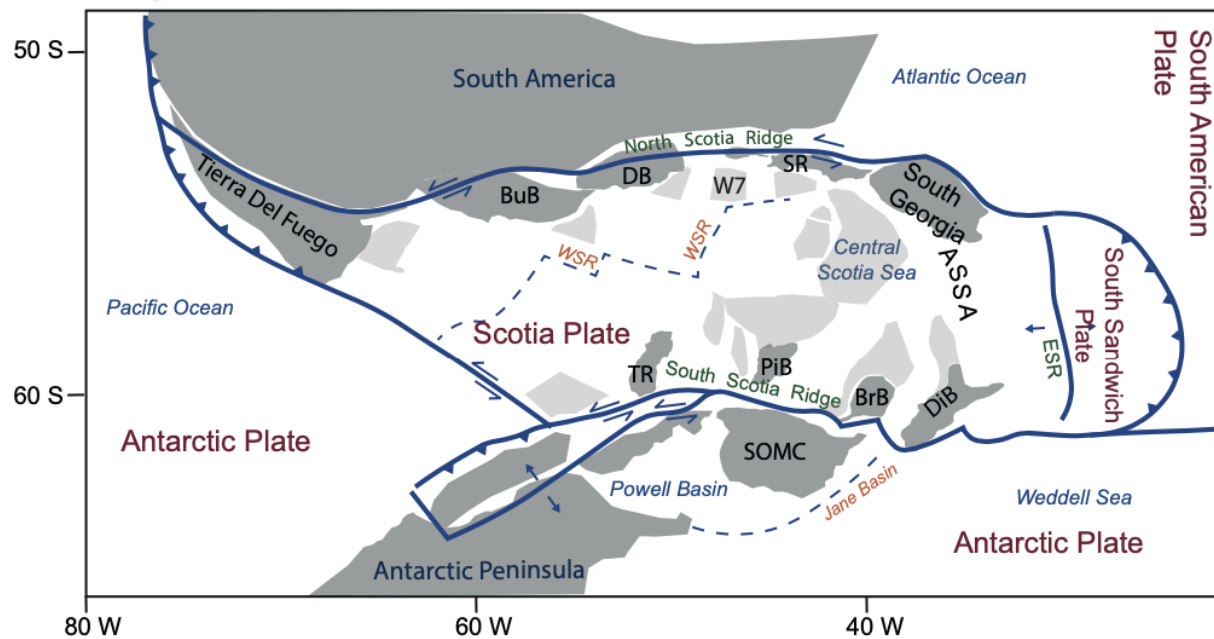 50 S
South America
Atlantic Ocean
South American
Plate
North Scotia Ridge
Tierra Del Fuego
BuB
DB
W7
SR
South
Georgia
WSR
WSR
Central
Scotia Sea
ASSA
Pacific Ocean
Scotia Plate
South Sandwich
Plate
ESR
60 S
TR
South Scotia Ridge
PiB
BrB
DiB
Antarctic Plate
SOMC
Powell Basin
Jane Basin
Weddell Sea
Antarctic Plate
Antarctic Peninsula
80 W
60 W
40 W